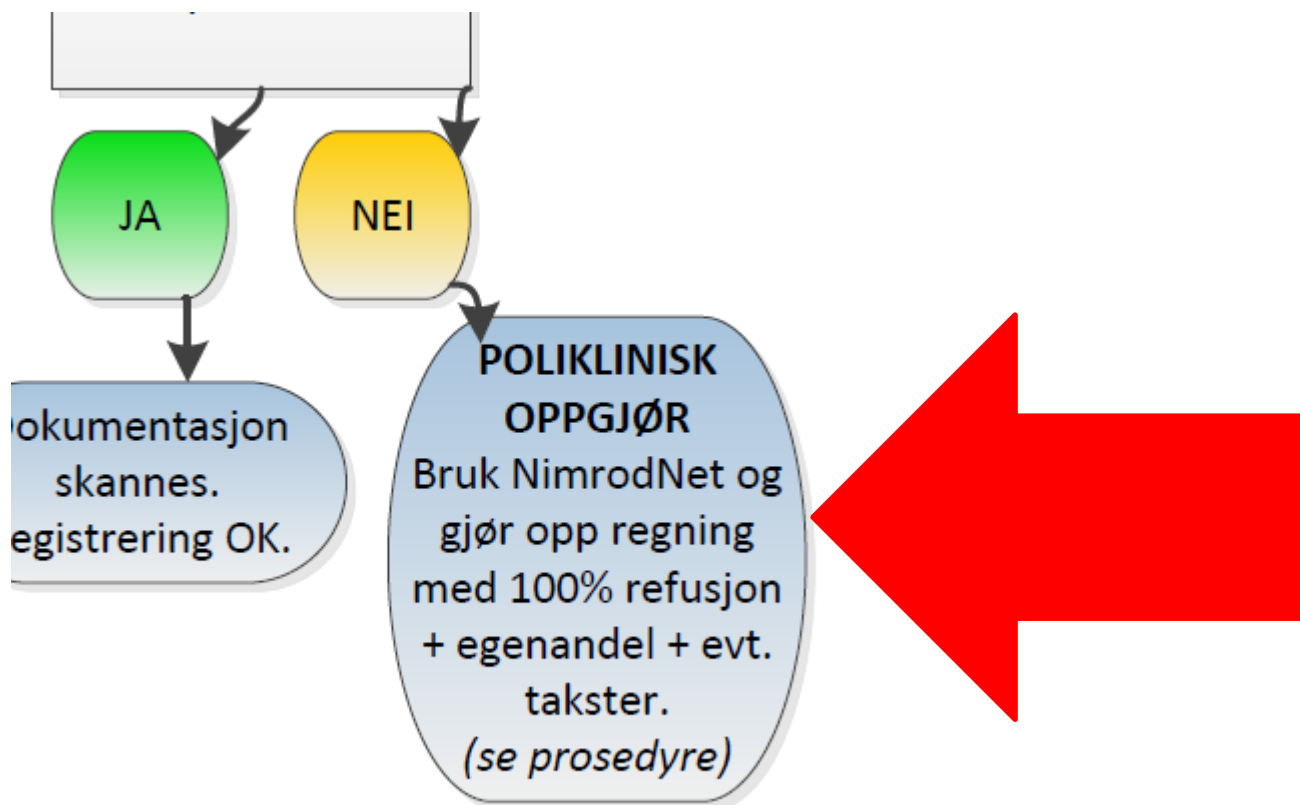 JA
NEI
POLIKLINISK
OPPGJØR
Bruk NimrodNet og
gjør opp regning
med 100% refusjon
+ egenandel + evt.
takster.
(se prosedyre)
skannes.
OK.